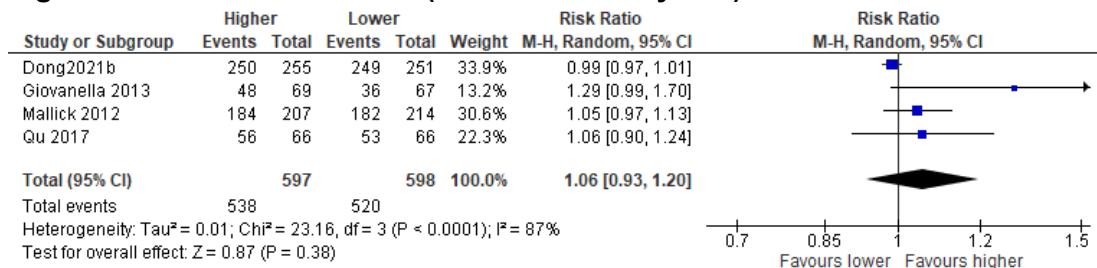 Higher Lower Risk Ratio Risk Ratio
Study or Subgroup Events Total Events Total Weight M-H, Random, 95% CI M-H, Random, 95% CI
Dong2021b 250 255 249 251 33.9% 0.99 [0.97, 1.01]
Giovanella 2013 48 69 36 67 13.2% 1.29 [0.99, 1.70]
Mallick 2012 184 207 182 214 30.6% 1.05 [0.97, 1.13]
Qu 2017 56 66 53 66 22.3% 1.06 [0.90, 1.24]
Total (95% CI) 597 598 100.0% 1.06 [0.93, 1.20]
Total events 538 520
Heterogeneity: Tau² = 0.01; Chi² = 23.16, df = 3 (P < 0.0001); I² = 87%
Test for overall effect: Z = 0.87 (P = 0.38)
0.7 0.85 1 1.2 1.5
Favours lower Favours higher